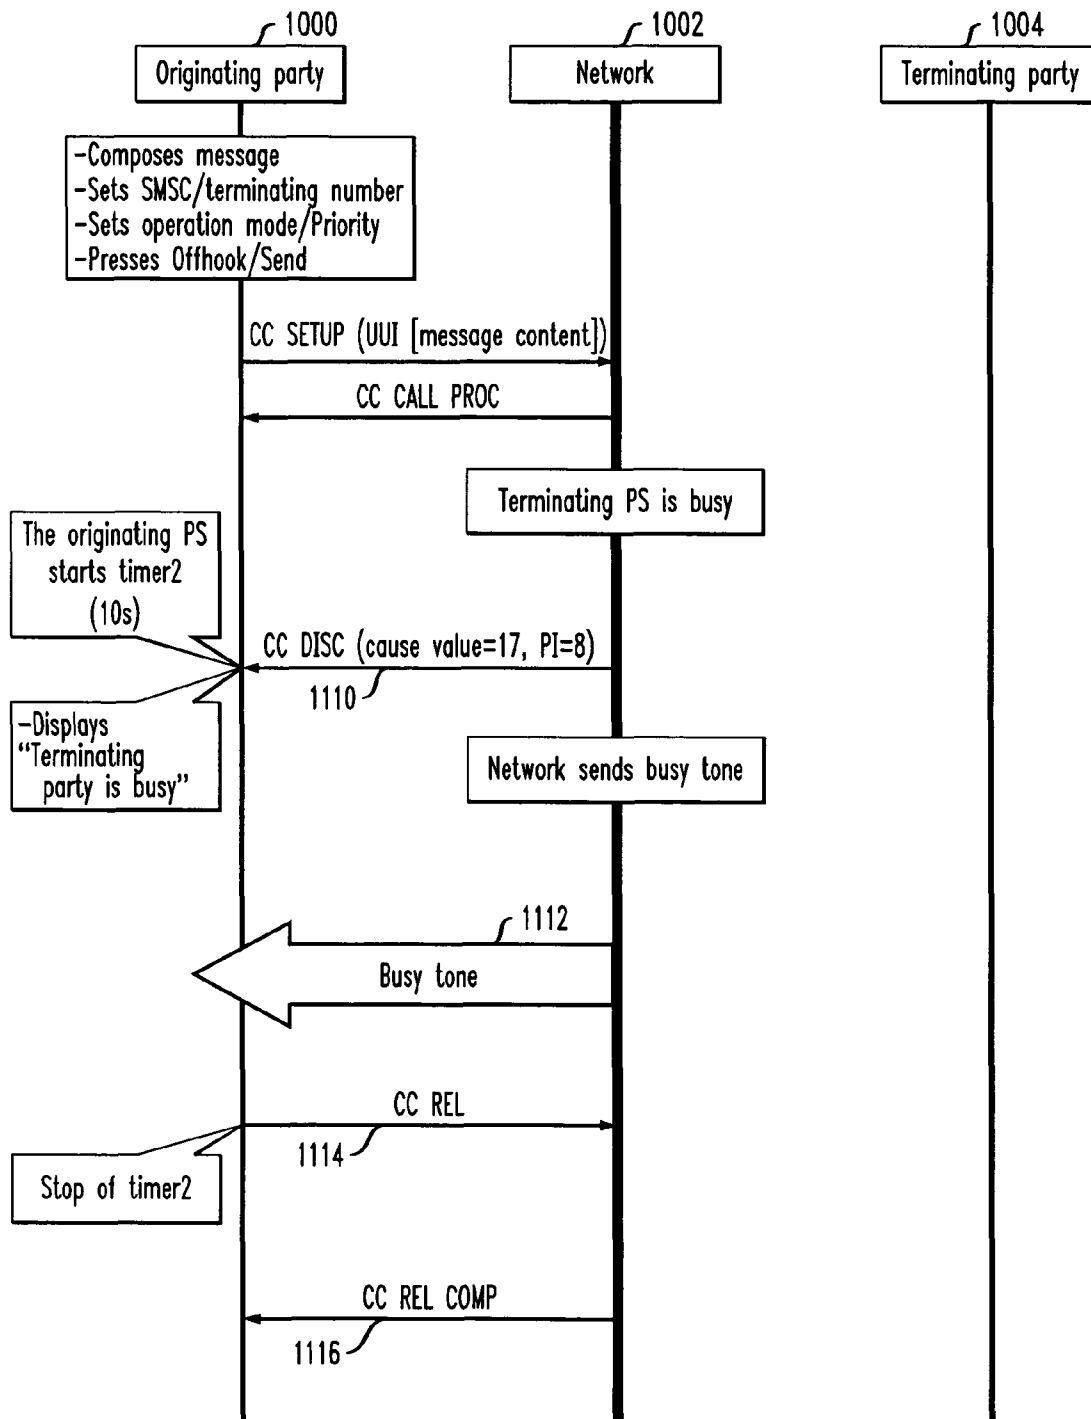 1000
1002
1004
Originating party
Network
Terminating party
-Composes message
-Sets SMSC/terminating number
-Sets operation mode/Priority
-Presses Offhook/Send
CC SETUP (UUI [message content])
CC CALL PROC
Terminating PS is busy
The originating PS
starts timer2
(10s)
CC DISC (cause value=17, PI=8)
1110
-Displays
“Terminating
party is busy”
Network sends busy tone
1112
Busy tone
CC REL
1114
Stop of timer2
CC REL COMP
1116